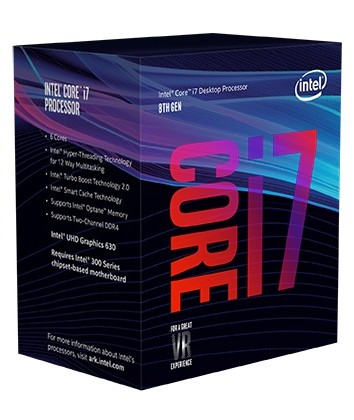 INTEL® CORE™ i7
PROCESSOR
• 6 Cores
• Intel® Hyper-Threading Technology
for 12 Way Multitasking
• Intel® Turbo Boost Technology 2.0
• Intel® Smart Cache Technology
• Supports Intel® Optane™ Memory
• Supports Two-Channel DDR4
Intel® UHD Graphics 630
Requires Intel® 300 Series
chipset-based motherboard
For more information about Intel's
processors, visit ark.intel.com
Intel® Core™ i7 Desktop Processor
8TH GEN
intel®
CORE i7
FOR A GREAT
VR
EXPERIENCE